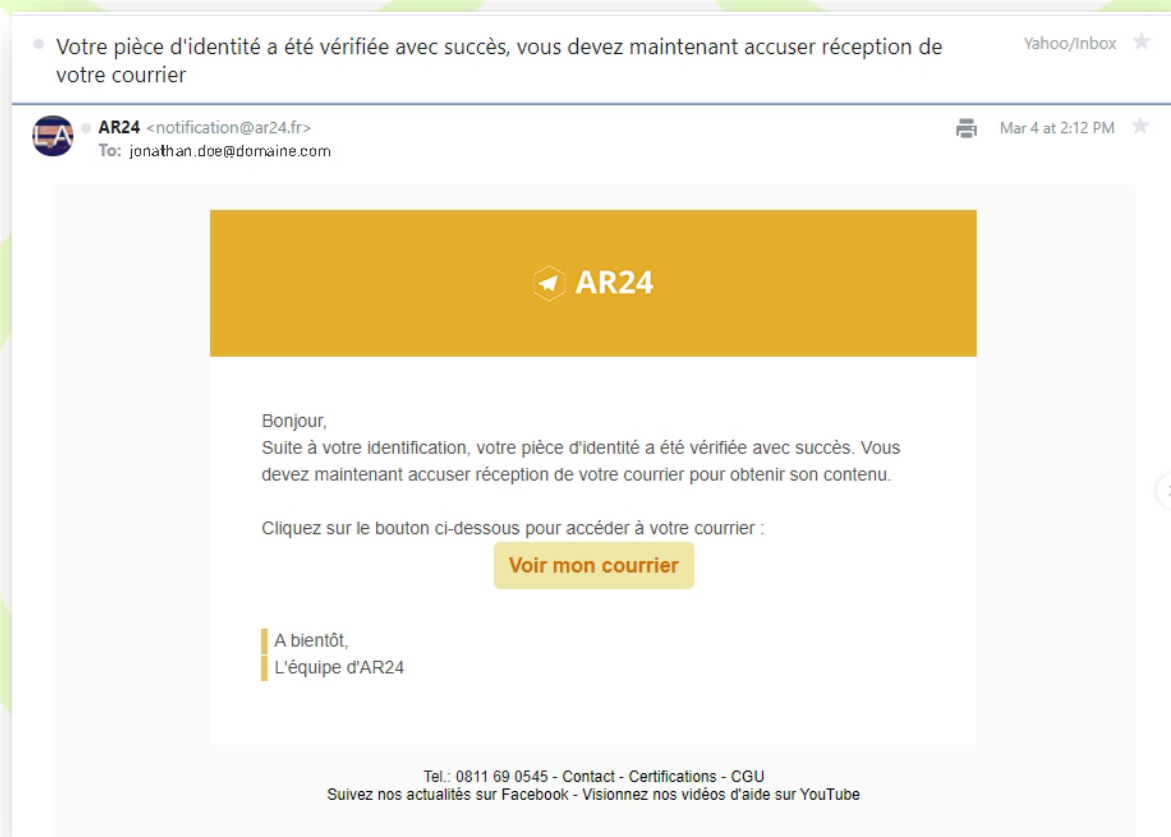 Votre pièce d'identité a été vérifiée avec succès, vous devez maintenant accuser réception de
votre courrier
Yahoo/Inbox
LA
AR24 <notification@ar24.fr>
Mar 4 at 2:12 PM
To: jonathan.doe@domaine.com
AR24
Bonjour,
Suite à votre identification, votre pièce d'identité a été vérifiée avec succès. Vous
devez maintenant accuser réception de votre courrier pour obtenir son contenu.
Cliquez sur le bouton ci-dessous pour accéder à votre courrier :
Voir mon courrier
A bientôt,
L'équipe d'AR24
Tel.: 0811 69 0545 - Contact - Certifications - CGU
Suivez nos actualités sur Facebook - Visionnez nos vidéos d'aide sur YouTube